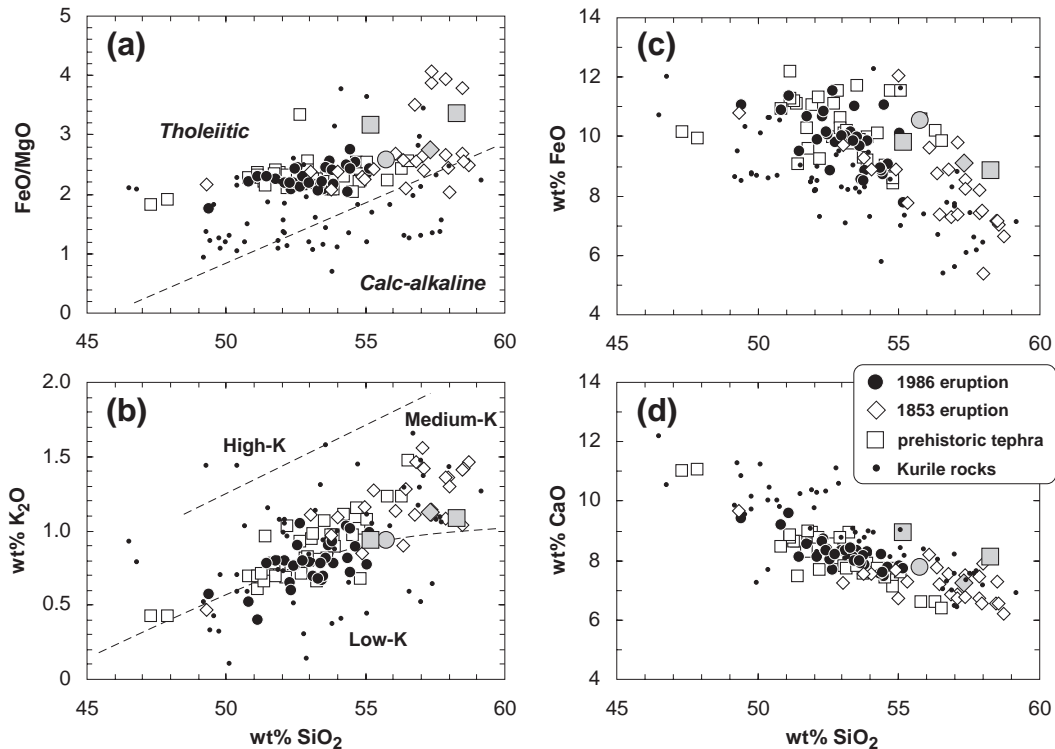 (a)
5
4
3
2
1
0
FeO/MgO
Tholeiitic
Calc-alkaline
45
50
55
60
(c)
14
12
10
8
6
4
wt% FeO
45
50
55
60
(b)
2.0
1.5
1.0
0.5
0
wt% K2O
High-K
Medium-K
Low-K
45
50
55
60
wt% SiO2
(d)
14
12
10
8
6
4
wt% CaO
1986 eruption
1853 eruption
prehistoric tephra
Kurile rocks
45
50
55
60
wt% SiO2